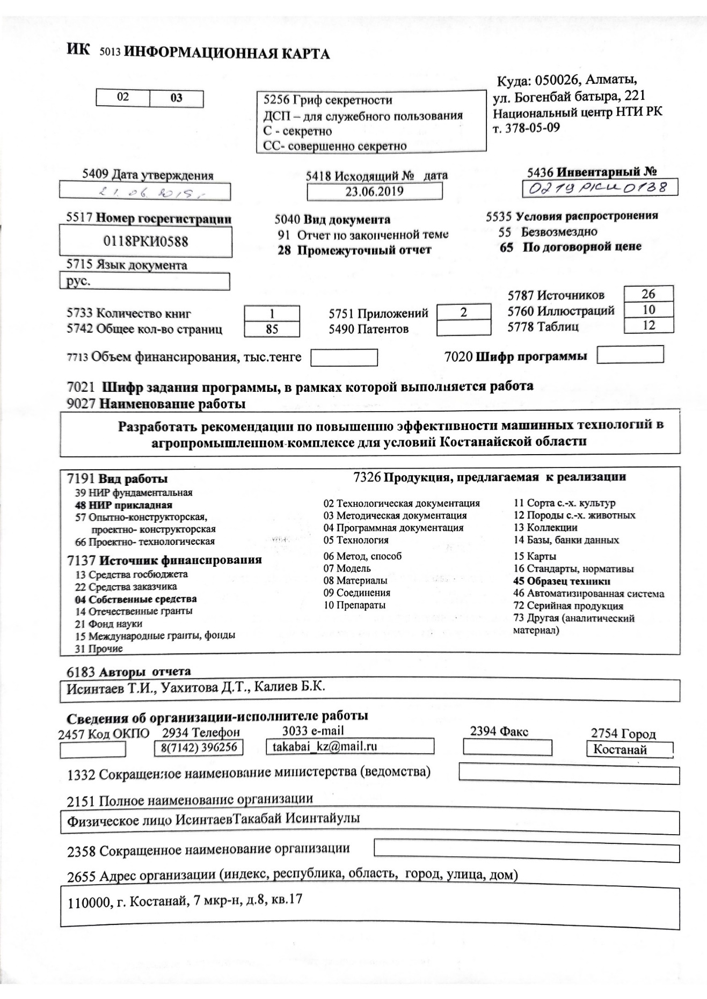 ИК 5013 ИНФОРМАЦИОННАЯ КАРТА
Куда: 050026, Алматы,
ул. Богенбай батыра, 221
Национальный центр НТИ РК
т. 378-05-09
02 03
5256 Гриф секретности
ДСП – для служебного пользования
С - секретно
СС- совершенно секретно
5409 Дата утверждения
21.06.2019г.
5418 Исходящий № дата
23.06.2019
5436 Инвентарный №
0219РКИ0138
5517 Номер госрегистрации
0118РКИ0588
5040 Вид документа
91 Отчет по законченной теме
28 Промежуточный отчет
5535 Условия распростронения
55 Безвозмездно
65 По договорной цене
5715 Язык документа
рус.
5733 Количество книг 1
5742 Общее кол-во страниц 85
5751 Приложений 2
5490 Патентов
5787 Источников 26
5760 Иллюстраций 10
5778 Таблиц 12
7713 Объем финансирования, тыс.тенге
7020 Шифр программы
7021 Шифр задания программы, в рамках которой выполняется работа
9027 Наименование работы
Разработать рекомендации по повышению эффективности машинных технологий в
агропромышленном комплексе для условий Костанайской области
7191 Вид работы
39 НИР фундаментальная
48 НИР прикладная
57 Опытно-конструкторская,
проектно- конструкторская
66 Проектно- технологическая
7137 Источник финансирования
13 Средства госбюджета
22 Средства заказчика
04 Собственные средства
14 Отечественные гранты
21 Фонд науки
15 Международные гранты, фонды
31 Прочие
7326 Продукция, предлагаемая к реализации
02 Технологическая документация
03 Методическая документация
04 Программная документация
05 Технология
06 Метод, способ
07 Модель
08 Материалы
09 Соединения
10 Препараты
11 Сорта с.-х. культур
12 Породы с.-х. животных
13 Коллекции
14 Базы, банки данных
15 Карты
16 Стандарты, нормативы
45 Образец техники
46 Автоматизированная система
72 Серийная продукция
73 Другая (аналитический
материал)
6183 Авторы отчета
Исинтаев Т.И., Уахитова Д.Т., Калиев Б.К.
Сведения об организации-исполнителе работы
2457 Код ОКПО 2934 Телефон 3033 e-mail 2394 Факс 2754 Город
8(7142) 396256 takabai_kz@mail.ru Костанай
1332 Сокращенное наименование министерства (ведомства)
2151 Полное наименование организации
Физическое лицо ИсинтаевТакабай Исинтайулы
2358 Сокращенное наименование организации
2655 Адрес организации (индекс, республика, область, город, улица, дом)
110000, г. Костанай, 7 мкр-н, д.8, кв.17